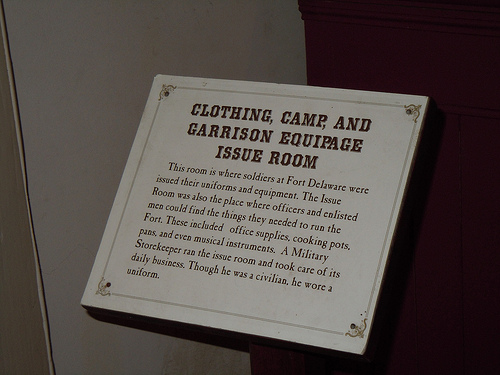 CLOTHING, CAMP, AND
GARRISON EQUIPAGE
ISSUE ROOM
This room is where soldiers at Fort Delaware were
issued their uniforms and equipment. The Issue
Room was also the place where officers and enlisted
men could find the things they needed to run the
Fort. These included office supplies, cooking pots,
pans, and even musical instruments. A Military
Storekeeper ran the issue room and took care of its
daily business. Though he was a civilian, he wore a
uniform.